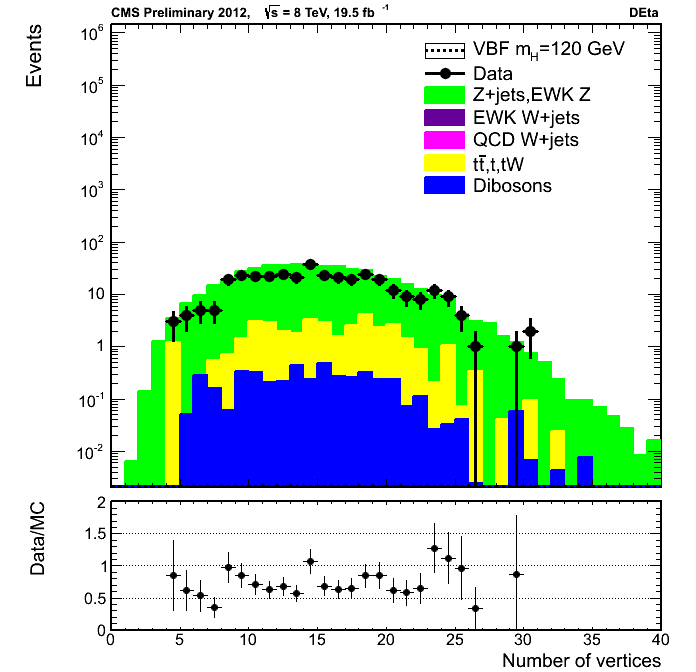 CMS Preliminary 2012, √s = 8 TeV, 19.5 fb⁻¹ DEta
Events
10⁶
10⁵
10⁴
10³
10²
10
1
10⁻¹
10⁻²
VBF m_H=120 GeV
Data
Z+jets,EWK Z
EWK W+jets
QCD W+jets
tt̄,t,tW
Dibosons
Data/MC
2
1.5
1
0.5
0
0 5 10 15 20 25 30 35 40
Number of vertices